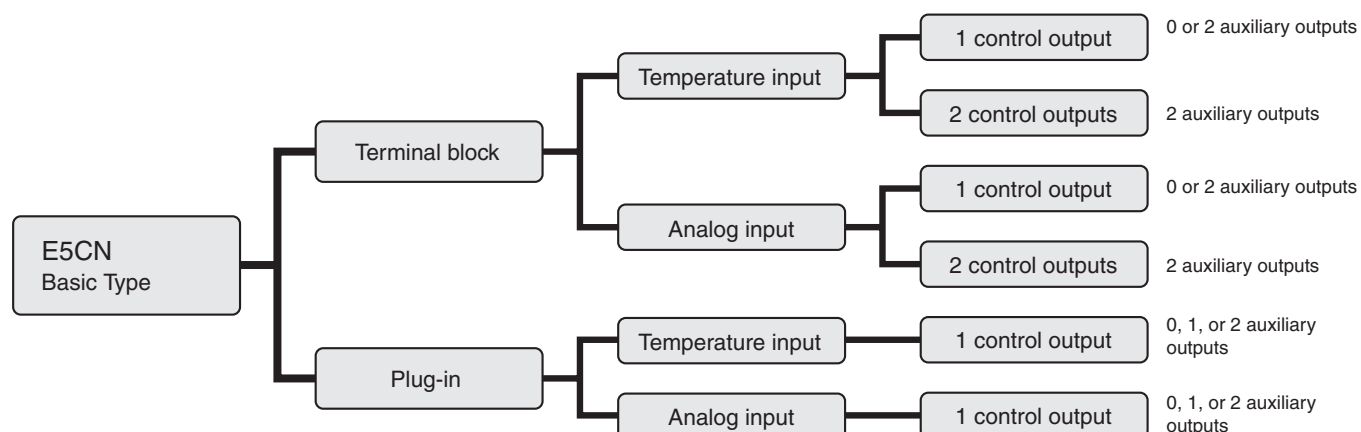 E5CN
Basic Type
Terminal block
Temperature input
1 control output
0 or 2 auxiliary outputs
2 control outputs
2 auxiliary outputs
Analog input
1 control output
0 or 2 auxiliary outputs
2 control outputs
2 auxiliary outputs
Plug-in
Temperature input
1 control output
0, 1, or 2 auxiliary
outputs
Analog input
1 control output
0, 1, or 2 auxiliary
outputs